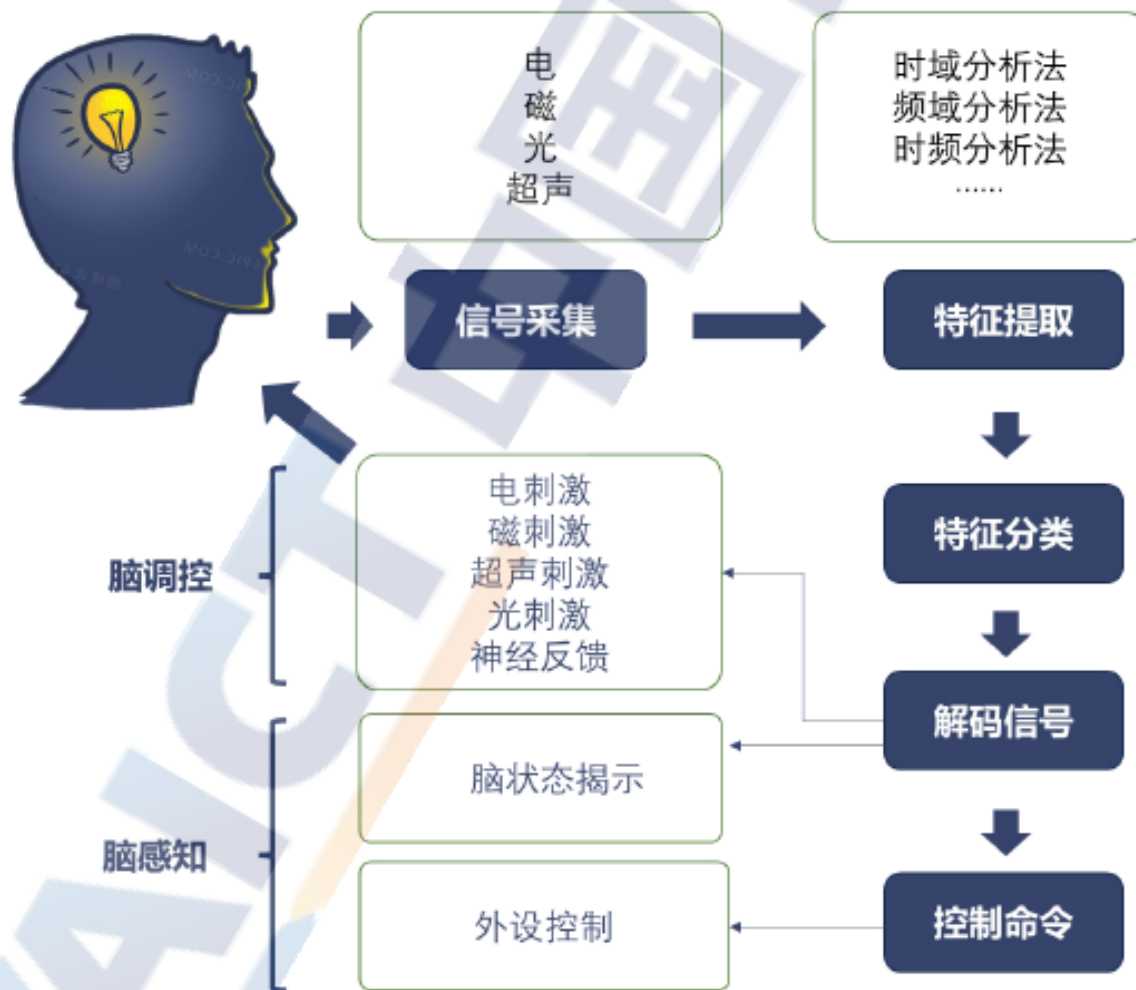 电
磁
光
超声
时域分析法
频域分析法
时频分析法
……
信号采集
特征提取
电刺激
磁刺激
超声刺激
光刺激
神经反馈
脑调控
特征分类
解码信号
脑状态揭示
脑感知
外设控制
控制命令